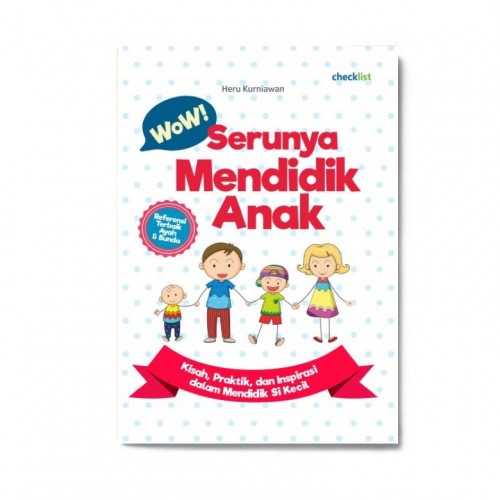 checklist
Heru Kurniawan
WOW!
Serunya
Mendidik
Anak
Referensi
Terbaik
Ayah
& Bunda
Kisah, Praktik, dan Inspirasi
dalam Mendidik Si Kecil